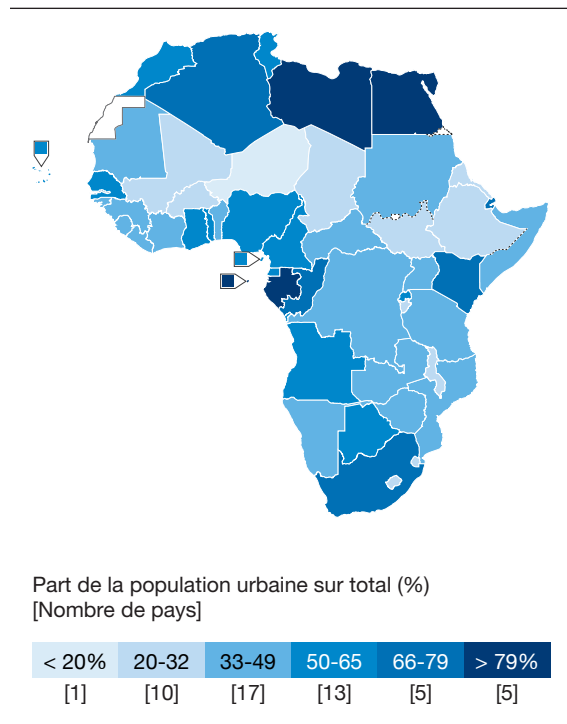 Part de la population urbaine sur total (%)
[Nombre de pays]
< 20% 20-32 33-49 50-65 66-79 > 79%
[1] [10] [17] [13] [5] [5]